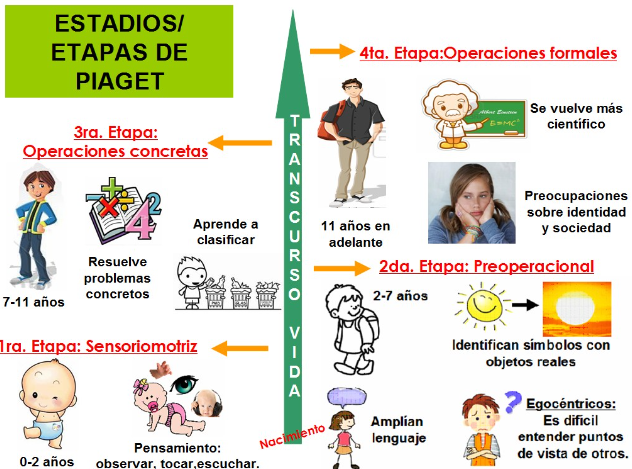 ESTADIOS/
ETAPAS DE
PIAGET
4ta. Etapa:Operaciones formales
Albert Einstein
E=MC²
Se vuelve más
científico
11 años en
adelante
Preocupaciones
sobre identidad
y sociedad
3ra. Etapa:
Operaciones concretas
7-11 años
Resuelve
problemas
concretos
Aprende a
clasificar
2da. Etapa: Preoperacional
2-7 años
Identifican símbolos con
objetos reales
Amplían
lenguaje
Egocéntricos:
Es difícil
entender puntos
de vista de otros.
1ra. Etapa: Sensoriomotriz
0-2 años
Pensamiento:
observar, tocar,escuchar.
Nacimiento
TRANSCURSO VIDA